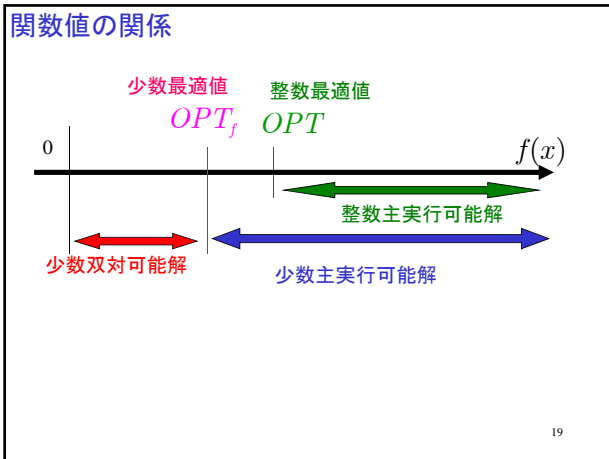 関数値の関係
少数最適値 整数最適値
OPT_f OPT
0 f(x)
整数主実行可能解
少数双対可能解 少数主実行可能解
19